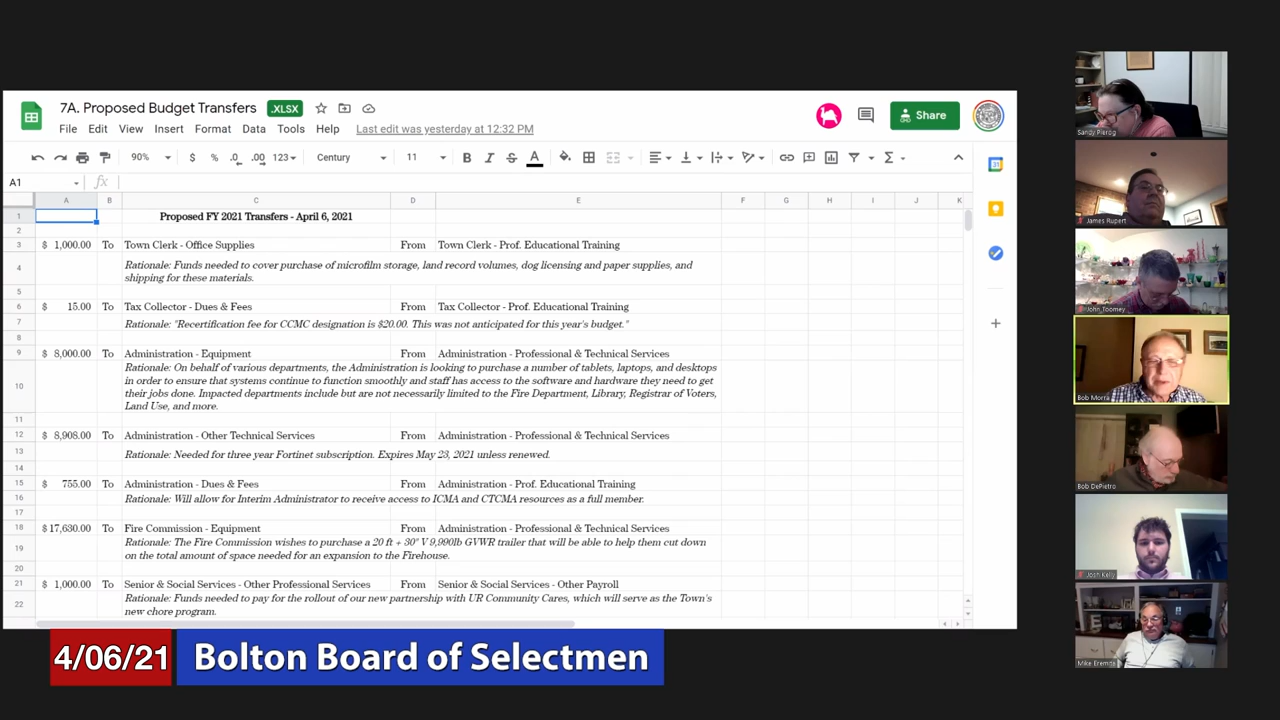 7A. Proposed Budget Transfers .XLSX
File Edit View Insert Format Data Tools Help Last edit was yesterday at 12:32 PM
Share
90% $ % .0 .00 123 Century 11 B I S A
A1 fx
A B C D E F G H I J K
1 Proposed FY 2021 Transfers - April 6, 2021
2
3 $ 1,000.00 To Town Clerk - Office Supplies From Town Clerk - Prof. Educational Training
4 Rationale: Funds needed to cover purchase of microfilm storage, land record volumes, dog licensing and paper supplies, and
shipping for these materials.
5
6 $ 15.00 To Tax Collector - Dues & Fees From Tax Collector - Prof. Educational Training
7 Rationale: "Recertification fee for CCMC designation is $20.00. This was not anticipated for this year's budget."
8
9 $ 8,000.00 To Administration - Equipment From Administration - Professional & Technical Services
10 Rationale: On behalf of various departments, the Administration is looking to purchase a number of tablets, laptops, and desktops
in order to ensure that systems continue to function smoothly and staff has access to the software and hardware they need to get
their jobs done. Impacted departments include but are not necessarily limited to the Fire Department, Library, Registrar of Voters,
Land Use, and more.
11
12 $ 8,908.00 To Administration - Other Technical Services From Administration - Professional & Technical Services
13 Rationale: Needed for three year Fortinet subscription. Expires May 23, 2021 unless renewed.
14
15 $ 755.00 To Administration - Dues & Fees From Administration - Prof. Educational Training
16 Rationale: Will allow for Interim Administrator to receive access to ICMA and CTCMA resources as a full member.
17
18 $17,630.00 To Fire Commission - Equipment From Administration - Professional & Technical Services
19 Rationale: The Fire Commission wishes to purchase a 20 ft + 30" V 9,990lb GVWR trailer that will be able to help them cut down
on the total amount of space needed for an expansion to the Firehouse.
20
21 $ 1,000.00 To Senior & Social Services - Other Professional Services From Senior & Social Services - Other Payroll
22 Rationale: Funds needed to pay for the rollout of our new partnership with UR Community Cares, which will serve as the Town's
new chore program.
Sandy Pierog
James Rupert
John Toomey
Bob Morra
Bob DePietro
Josh Kelly
Mike Eremita
4/06/21 Bolton Board of Selectmen